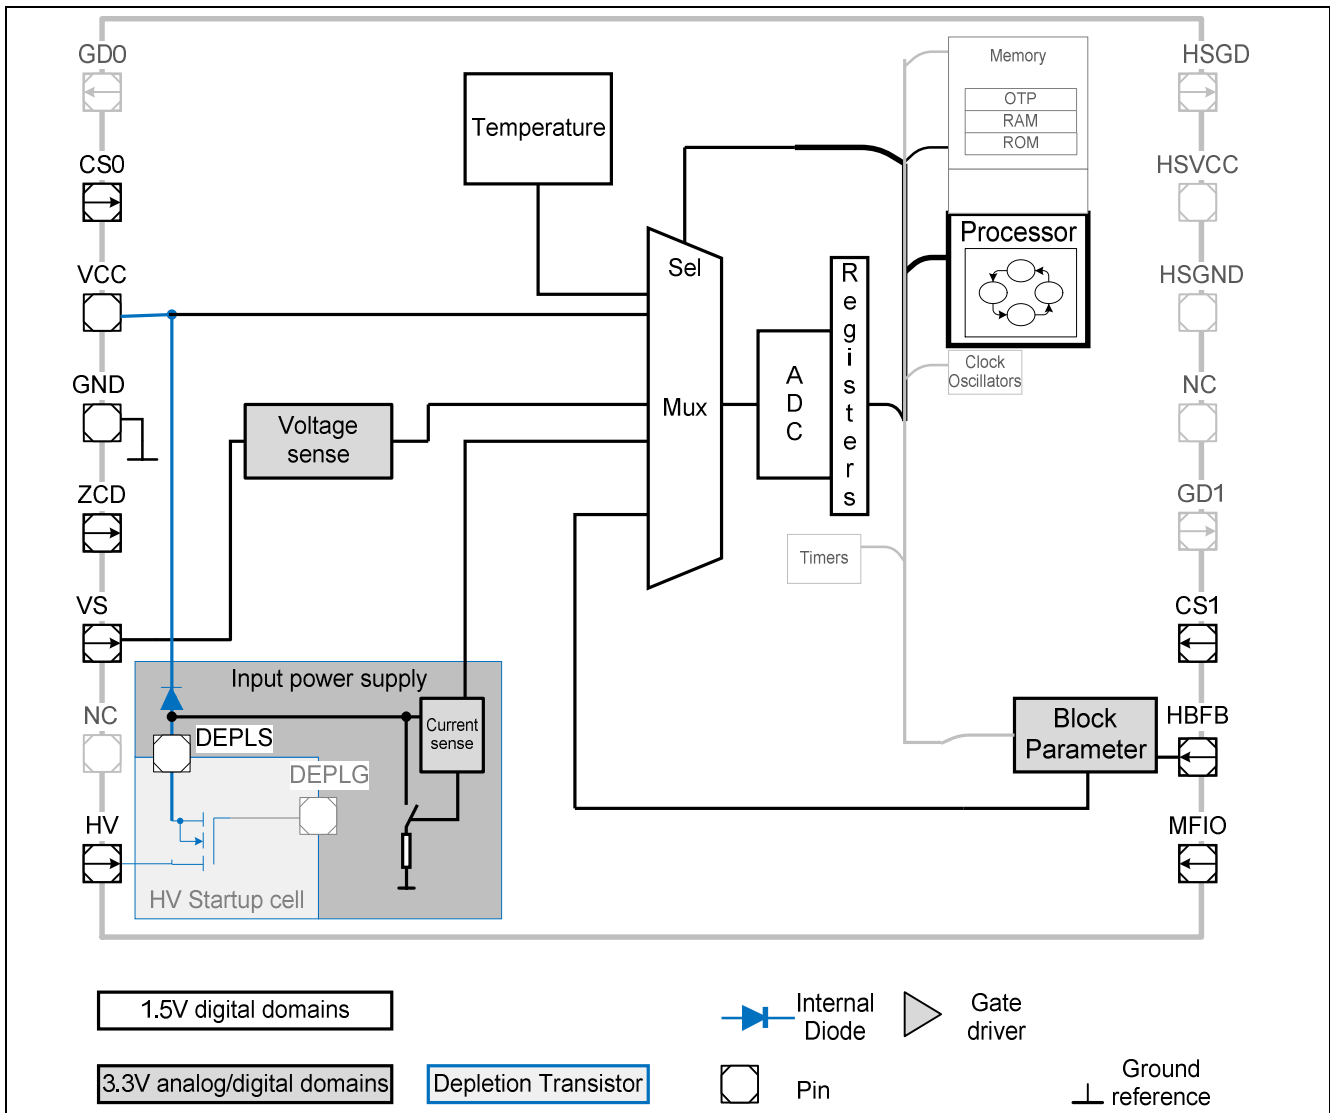 GD0
HSGD
Memory
OTP
RAM
ROM
Temperature
CS0
HSVCC
Processor
VCC
Sel
Registers
HSGND
GND
Voltage
sense
Mux
ADC
Clock
Oscillators
NC
ZCD
GD1
Timers
VS
CS1
Input power supply
NC
DEPLS
Current
sense
Block
Parameter
HBFB
DEPLG
HV
MFIO
HV Startup cell
1.5V digital domains
Internal
Diode
Gate
driver
3.3V analog/digital domains
Depletion Transistor
Pin
Ground
reference